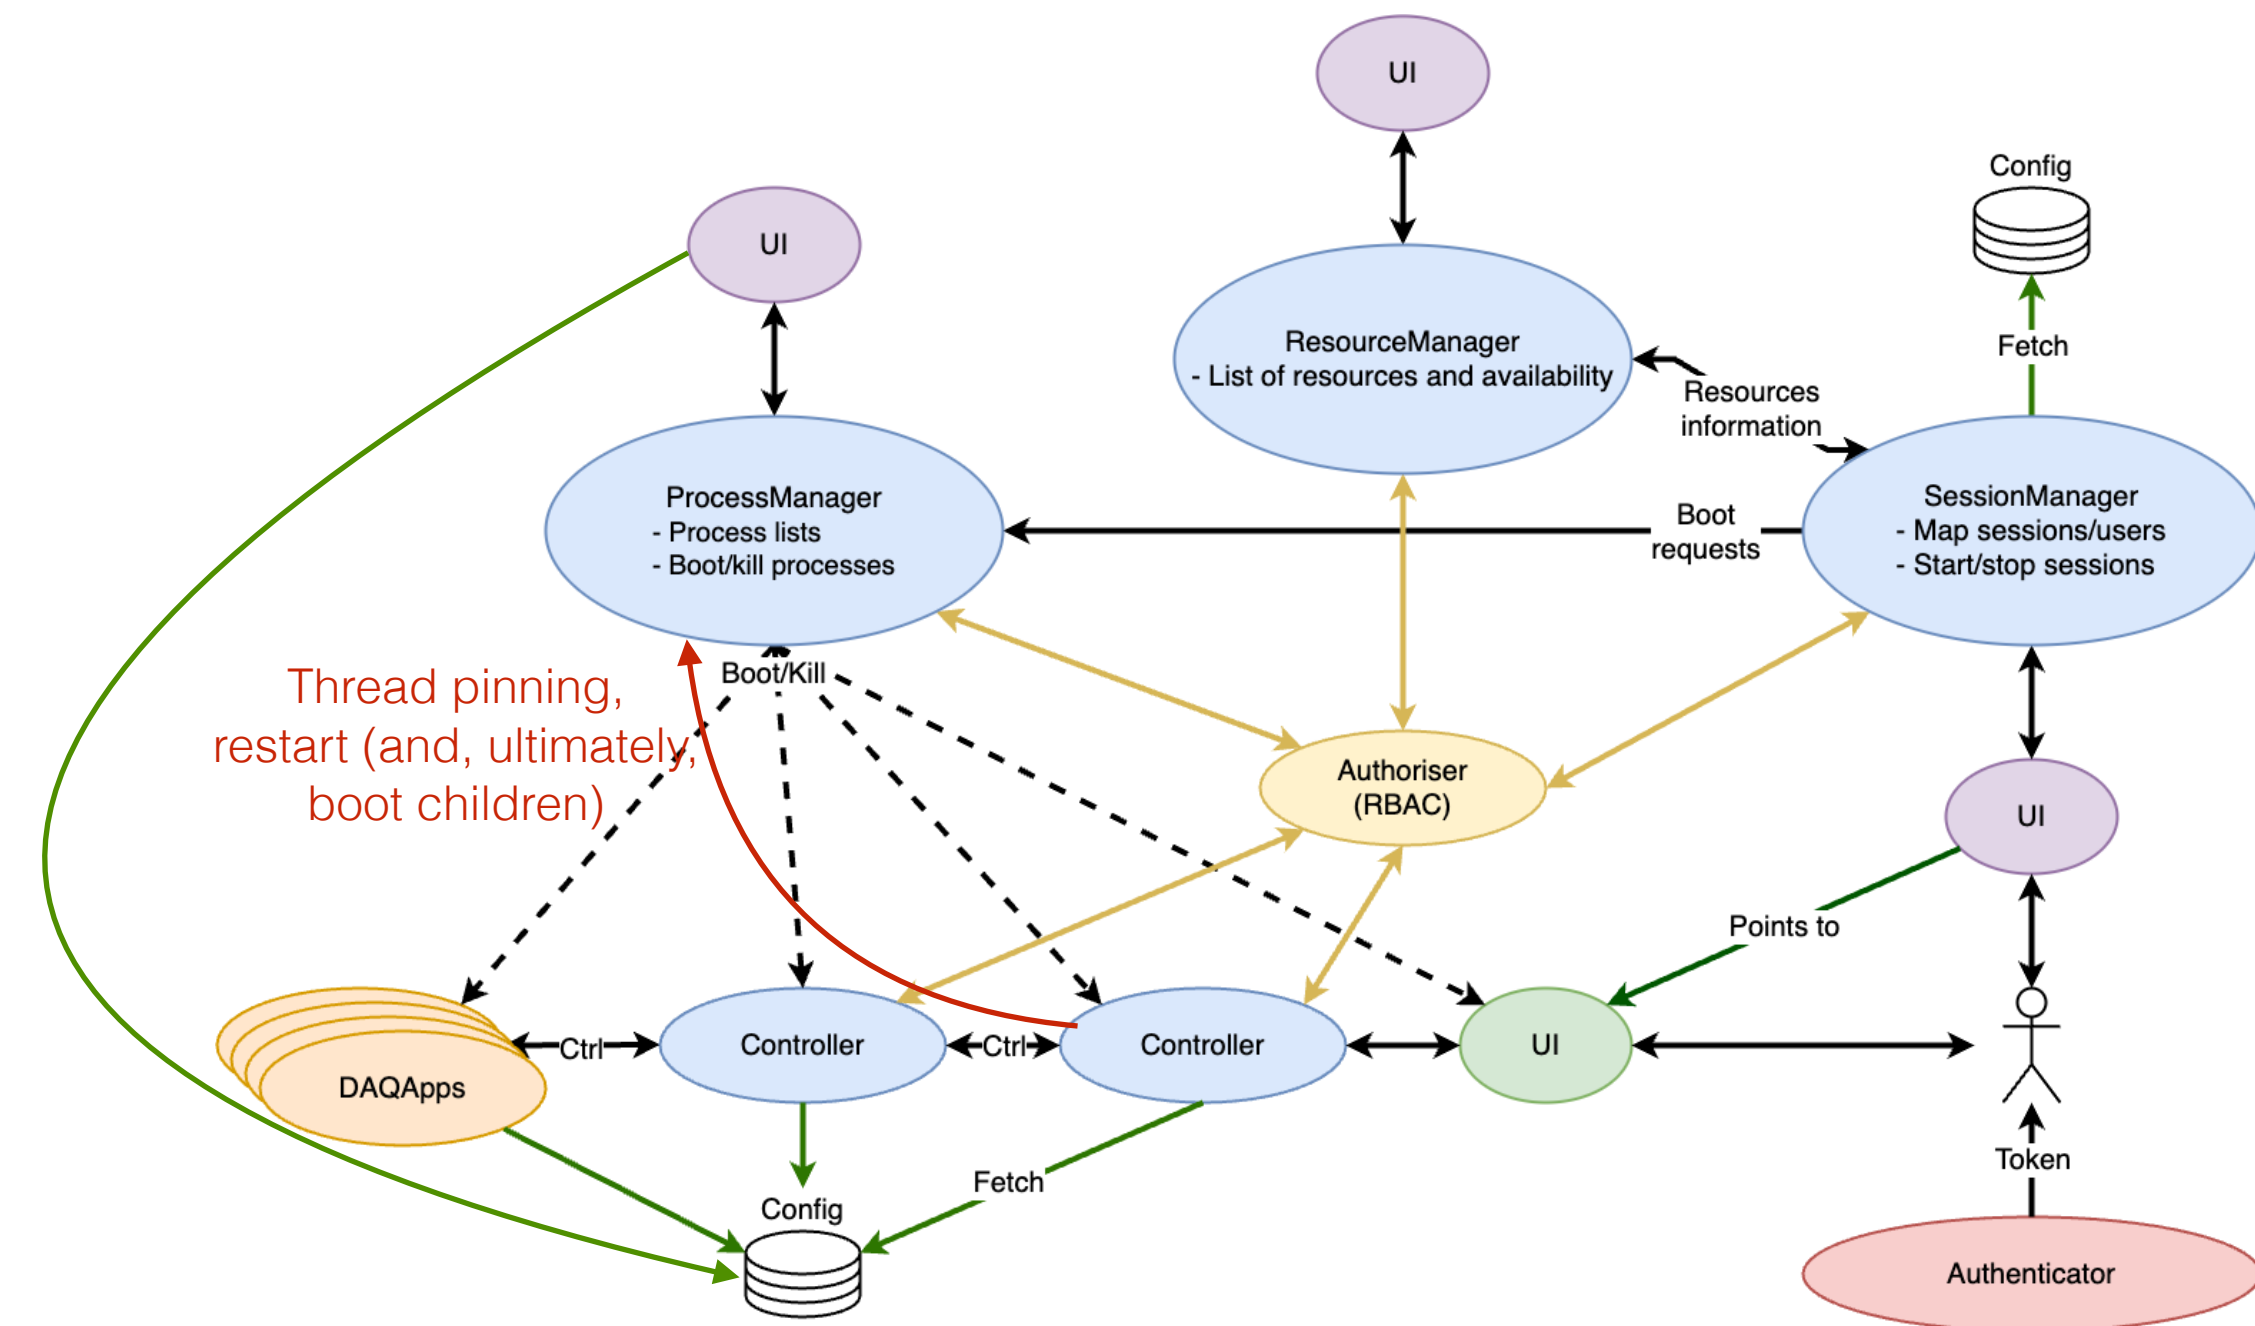 UI
Config
UI
ResourceManager
- List of resources and availability
Fetch
Resources
information
ProcessManager
- Process lists
- Boot/kill processes
Boot
requests
SessionManager
- Map sessions/users
- Start/stop sessions
Boot/Kill
Thread pinning,
restart (and, ultimately,
boot children)
Authoriser
(RBAC)
UI
Points to
DAQApps
Ctrl
Controller
Ctrl
Controller
UI
Fetch
Config
Token
Authenticator